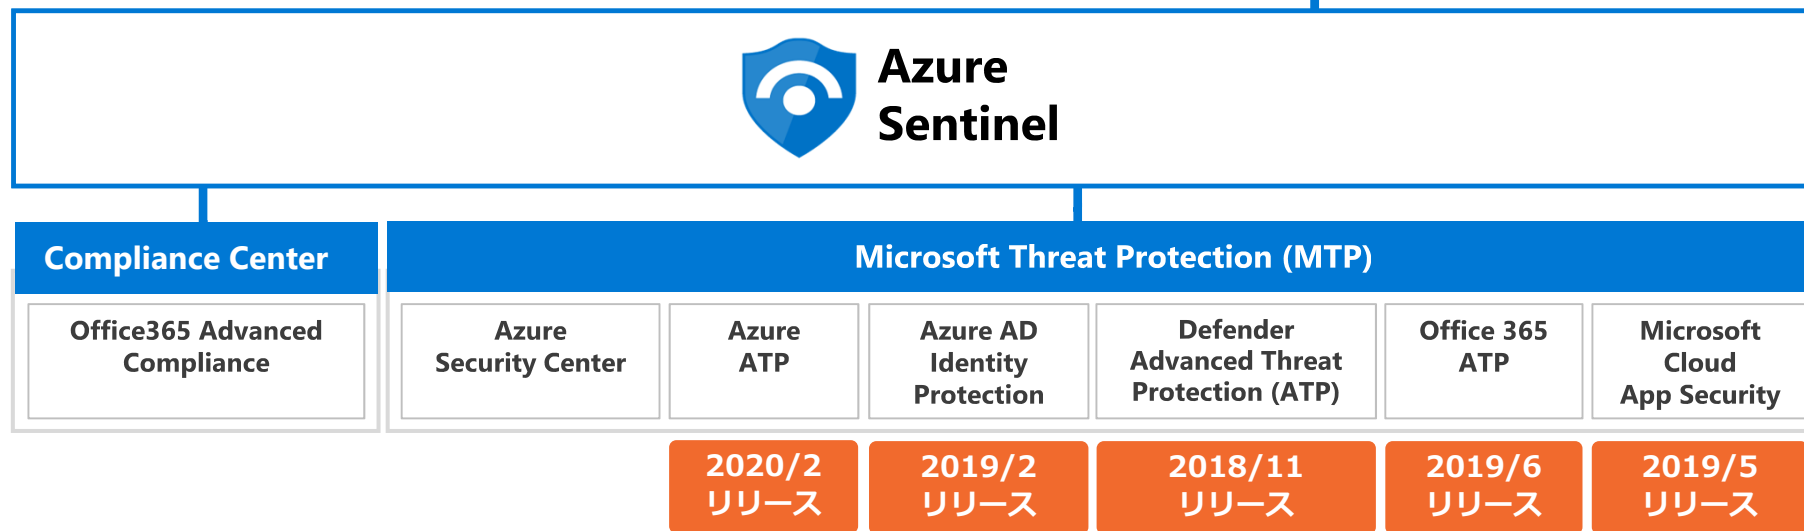 Azure
Sentinel
Compliance Center
Microsoft Threat Protection (MTP)
Office365 Advanced
Compliance
Azure
Security Center
Azure
ATP
Azure AD
Identity
Protection
Defender
Advanced Threat
Protection (ATP)
Office 365
ATP
Microsoft
Cloud
App Security
2020/2
リリース
2019/2
リリース
2018/11
リリース
2019/6
リリース
2019/5
リリース